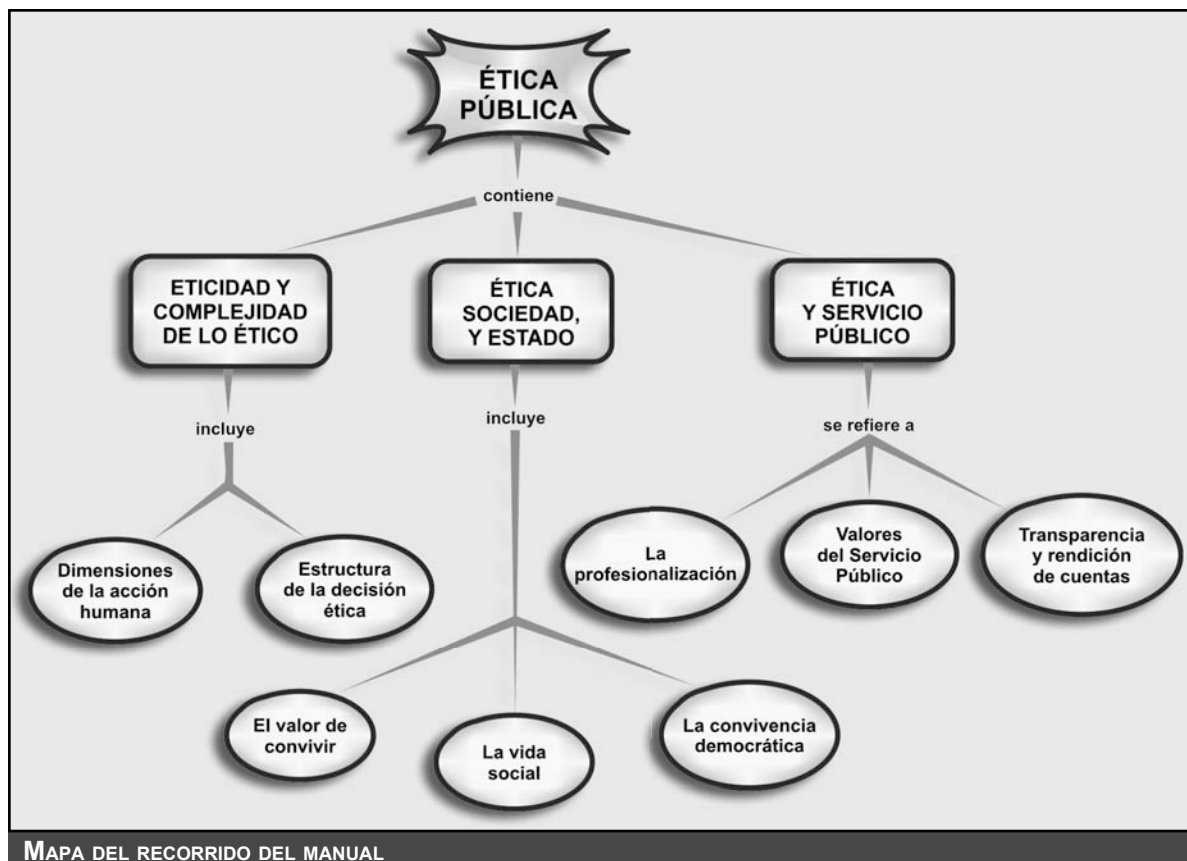 ÉTICA
PÚBLICA
contiene
ETICIDAD Y
COMPLEJIDAD
DE LO ÉTICO
ÉTICA
SOCIEDAD,
Y ESTADO
ÉTICA
Y SERVICIO
PÚBLICO
incluye
incluye
se refiere a
Dimensiones
de la acción
humana
Estructura
de la decisión
ética
La
profesionalización
Valores
del Servicio
Público
Transparencia
y rendición
de cuentas
El valor de
convivir
La vida
social
La convivencia
democrática
MAPA DEL RECORRIDO DEL MANUAL